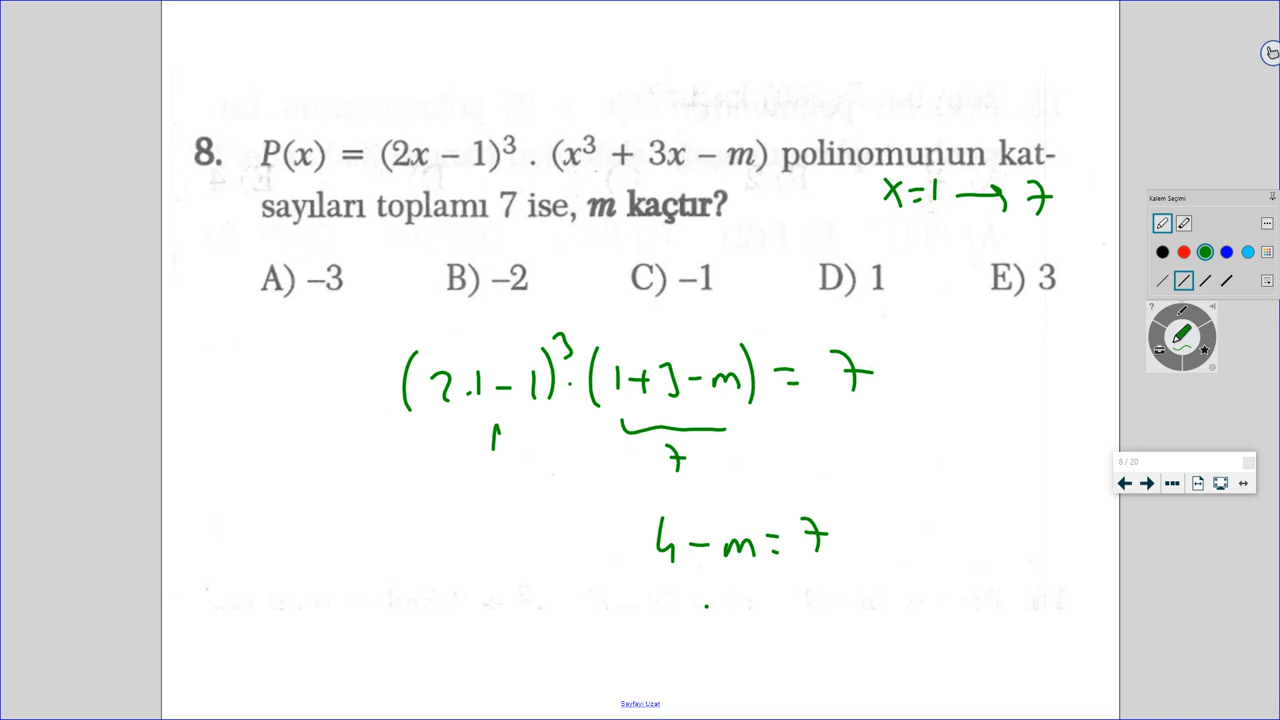 8. P(x) = (2x – 1)³ . (x³ + 3x – m) polinomunun kat-
sayıları toplamı 7 ise, m kaçtır?
x=1 → 7
A) –3 B) –2 C) –1 D) 1 E) 3
(2.1 – 1)³ . (1+3–m) = 7
1
7
4 – m = 7
Kalem Seçimi
?
8 / 20
Sayfayı Uzat